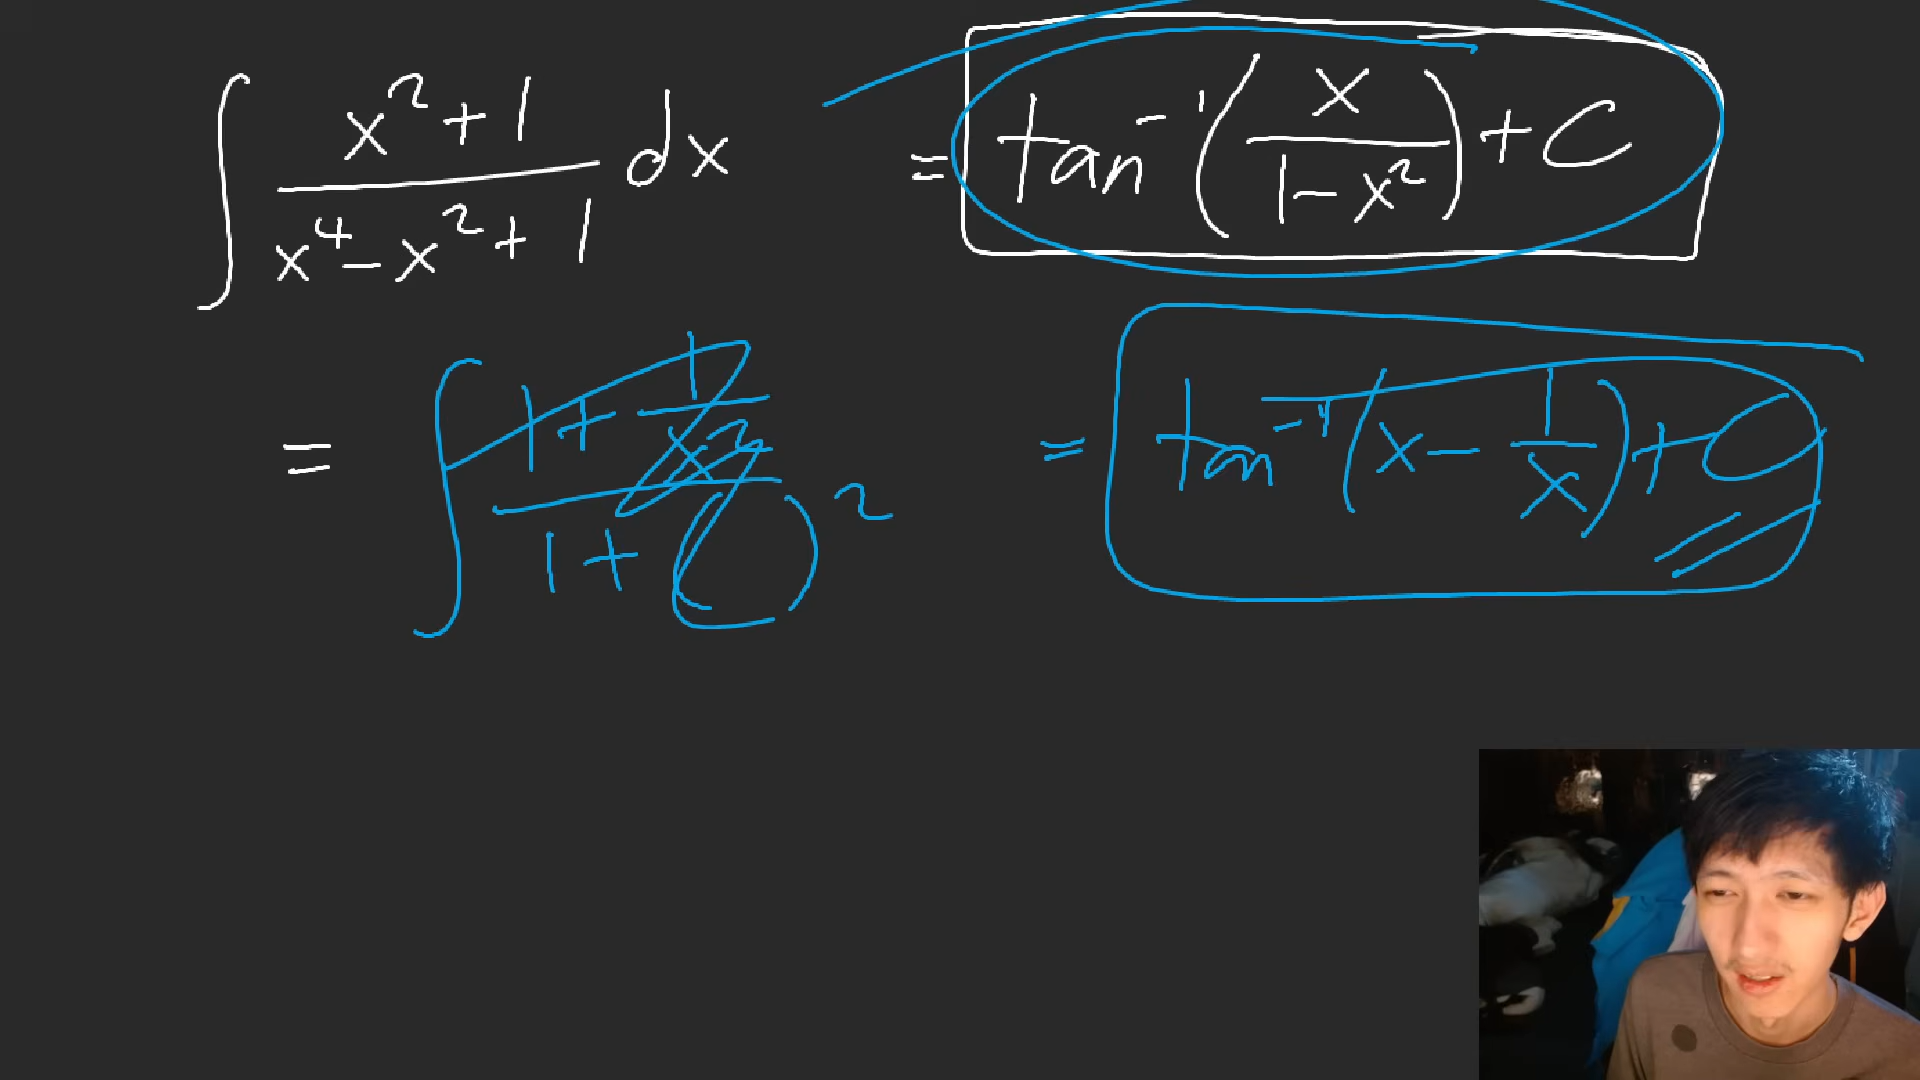 ∫ (x² + 1)/(x⁴ - x² + 1) dx = tan⁻¹(x/(1 - x²)) + C
= ∫ (1 + 1/x²)/(1 + ( )²) = tan⁻¹(x - 1/x) + C